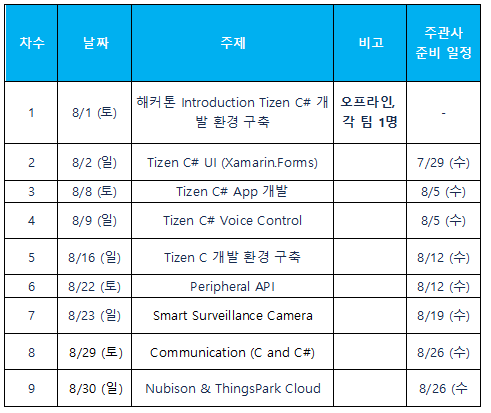 차수 날짜 주제 비고 주관사
준비 일정
1 8/1 (토) 해커톤 Introduction Tizen C# 개
발 환경 구축 오프라인,
각 팀 1명 -
2 8/2 (일) Tizen C# UI (Xamarin.Forms) 7/29 (수)
3 8/8 (토) Tizen C# App 개발 8/5 (수)
4 8/9 (일) Tizen C# Voice Control 8/5 (수)
5 8/16 (일) Tizen C 개발 환경 구축 8/12 (수)
6 8/22 (토) Peripheral API 8/12 (수)
7 8/23 (일) Smart Surveillance Camera 8/19 (수)
8 8/29 (토) Communication (C and C#) 8/26 (수)
9 8/30 (일) Nubison & ThingsPark Cloud 8/26 (수